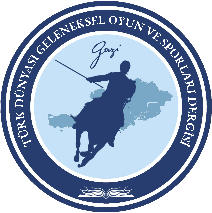 TÜRK DÜNYASI GELENEKSEL OYUN VE SPORLARI DERGİSİ
Gazi